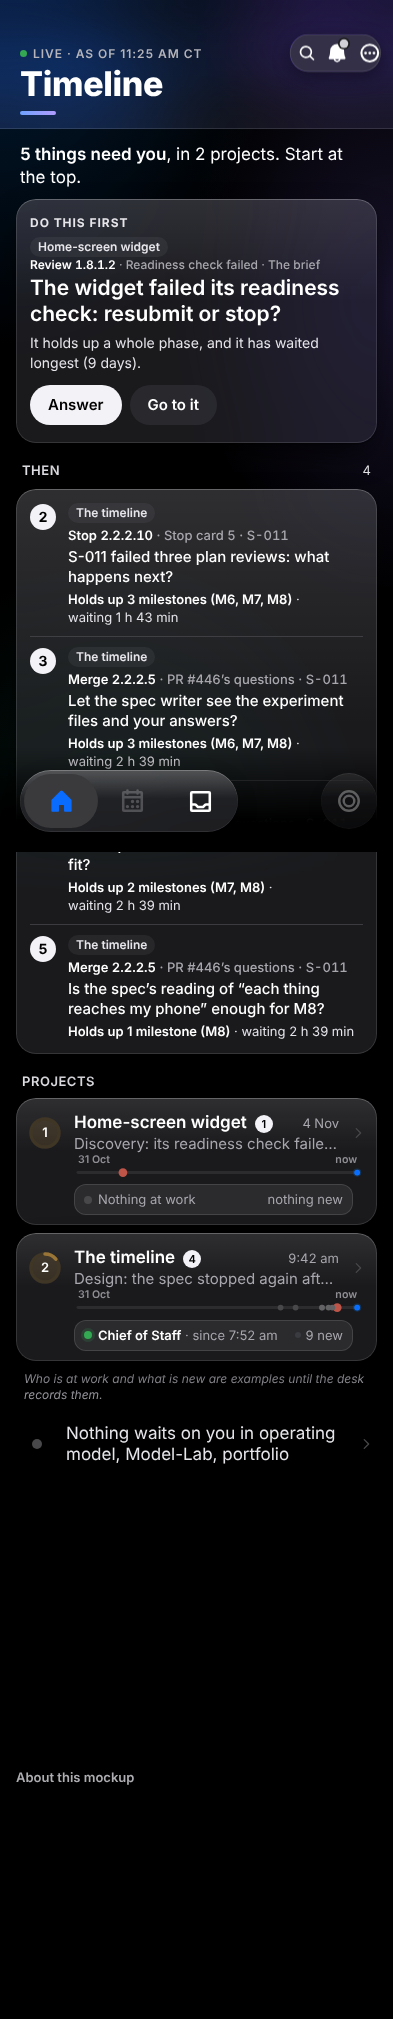 LIVE · AS OF 11:25 AM CT
Timeline
5 things need you, in 2 projects. Start at
the top.
DO THIS FIRST
Home-screen widget
Review 1.8.1.2 · Readiness check failed · The brief
The widget failed its readiness
check: resubmit or stop?
It holds up a whole phase, and it has waited
longest (9 days).
Answer
Go to it
THEN
4
2
The timeline
Stop 2.2.2.10 · Stop card 5 · S-011
S-011 failed three plan reviews: what
happens next?
Holds up 3 milestones (M6, M7, M8) ·
waiting 1 h 43 min
3
The timeline
Merge 2.2.2.5 · PR #446’s questions · S-011
Let the spec writer see the experiment
files and your answers?
Holds up 3 milestones (M6, M7, M8) ·
waiting 2 h 39 min
fit?
Holds up 2 milestones (M7, M8) ·
waiting 2 h 39 min
5
The timeline
Merge 2.2.2.5 · PR #446’s questions · S-011
Is the spec’s reading of “each thing
reaches my phone” enough for M8?
Holds up 1 milestone (M8) · waiting 2 h 39 min
PROJECTS
1
Home-screen widget 1
4 Nov
Discovery: its readiness check faile...
31 Oct
now
Nothing at work
nothing new
2
The timeline 4
9:42 am
Design: the spec stopped again aft...
31 Oct
now
Chief of Staff · since 7:52 am
9 new
Who is at work and what is new are examples until the desk
records them.
Nothing waits on you in operating
model, Model-Lab, portfolio
About this mockup